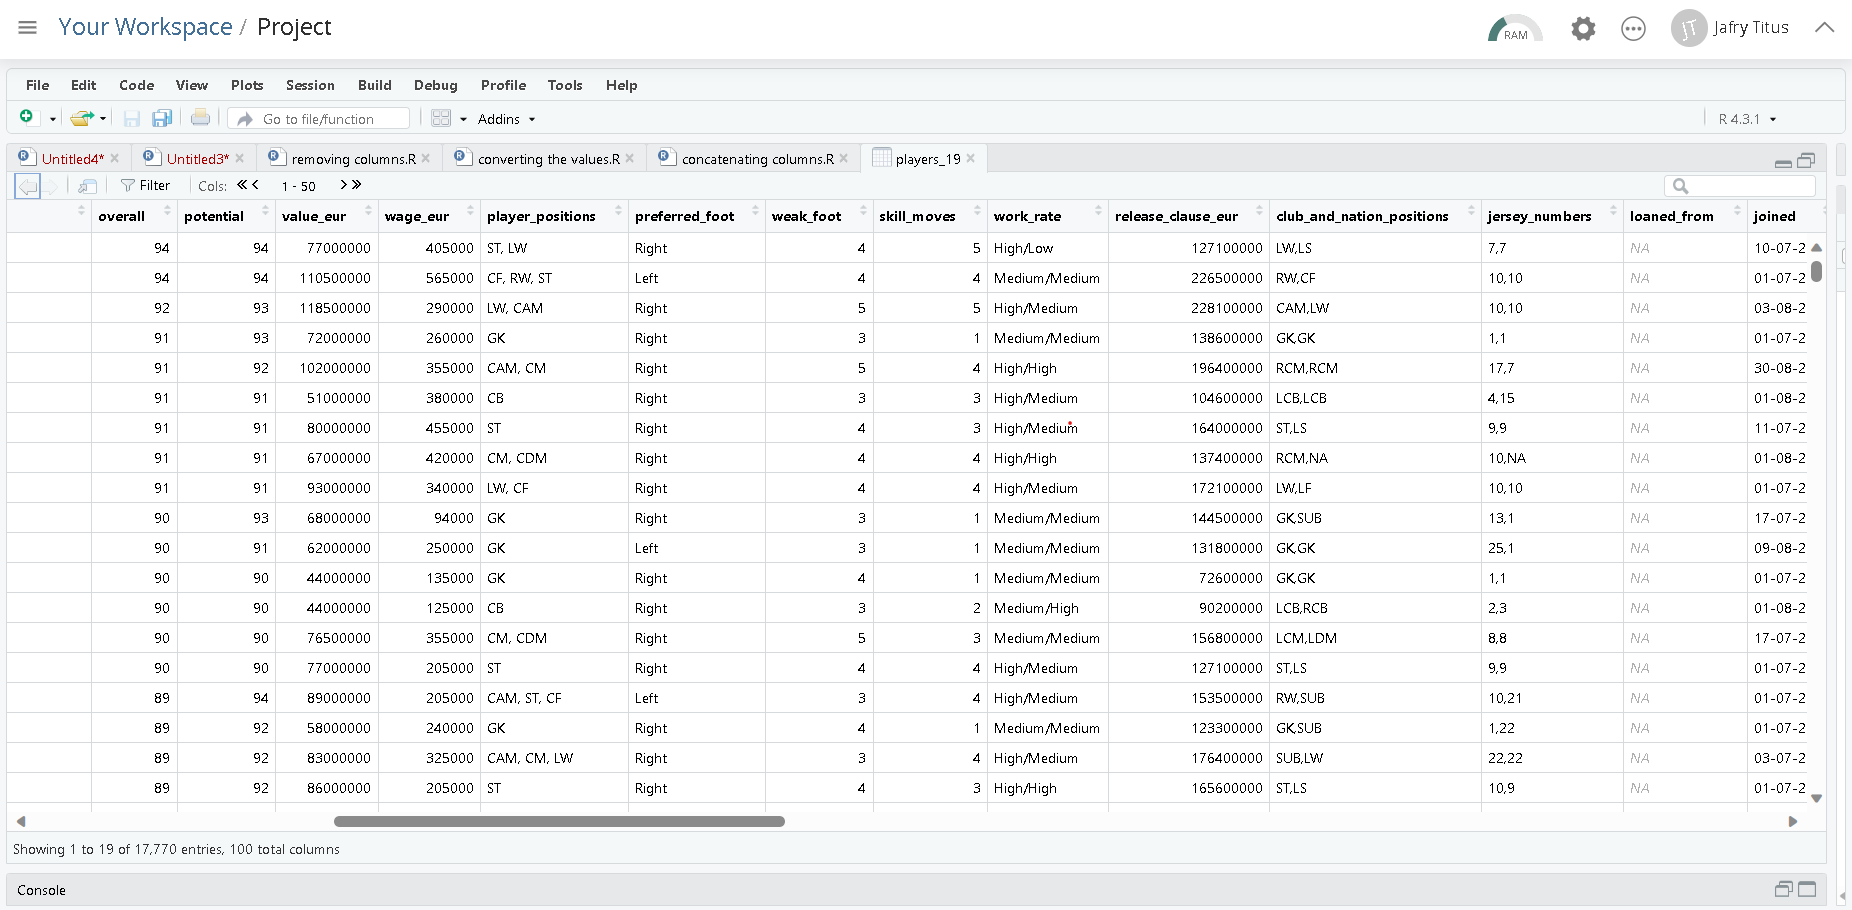 Your Workspace / Project
RAM
JT Jafry Titus
File Edit Code View Plots Session Build Debug Profile Tools Help
Go to file/function Addins R 4.3.1
Untitled4* Untitled3* removing columns.R converting the values.R concatenating columns.R players_19
Filter Cols: 1 - 50
overall potential value_eur wage_eur player_positions preferred_foot weak_foot skill_moves work_rate release_clause_eur club_and_nation_positions jersey_numbers loaned_from joined
94 94 77000000 405000 ST, LW Right 4 5 High/Low 127100000 LW,LS 7,7 NA 10-07-2
94 94 110500000 565000 CF, RW, ST Left 4 4 Medium/Medium 226500000 RW,CF 10,10 NA 01-07-2
92 93 118500000 290000 LW, CAM Right 5 5 High/Medium 228100000 CAM,LW 10,10 NA 03-08-2
91 93 72000000 260000 GK Right 3 1 Medium/Medium 138600000 GK,GK 1,1 NA 01-07-2
91 92 102000000 355000 CAM, CM Right 5 4 High/High 196400000 RCM,RCM 17,7 NA 30-08-2
91 91 51000000 380000 CB Right 3 3 High/Medium 104600000 LCB,LCB 4,15 NA 01-08-2
91 91 80000000 455000 ST Right 4 3 High/Medium 164000000 ST,LS 9,9 NA 11-07-2
91 91 67000000 420000 CM, CDM Right 4 4 High/High 137400000 RCM,NA 10,NA NA 01-08-2
91 91 93000000 340000 LW, CF Right 4 4 High/Medium 172100000 LW,LF 10,10 NA 01-07-2
90 93 68000000 94000 GK Right 3 1 Medium/Medium 144500000 GK,SUB 13,1 NA 17-07-2
90 91 62000000 250000 GK Left 3 1 Medium/Medium 131800000 GK,GK 25,1 NA 09-08-2
90 90 44000000 135000 GK Right 4 1 Medium/Medium 72600000 GK,GK 1,1 NA 01-07-2
90 90 44000000 125000 CB Right 3 2 Medium/High 90200000 LCB,RCB 2,3 NA 01-08-2
90 90 76500000 355000 CM, CDM Right 5 3 Medium/Medium 156800000 LCM,LDM 8,8 NA 17-07-2
90 90 77000000 205000 ST Right 4 4 High/Medium 127100000 ST,LS 9,9 NA 01-07-2
89 94 89000000 205000 CAM, ST, CF Left 3 4 High/Medium 153500000 RW,SUB 10,21 NA 01-07-2
89 92 58000000 240000 GK Right 4 1 Medium/Medium 123300000 GK,SUB 1,22 NA 01-07-2
89 92 83000000 325000 CAM, CM, LW Right 3 4 High/Medium 176400000 SUB,LW 22,22 NA 03-07-2
89 92 86000000 205000 ST Right 4 3 High/High 165600000 ST,LS 10,9 NA 01-07-2
Showing 1 to 19 of 17,770 entries, 100 total columns
Console